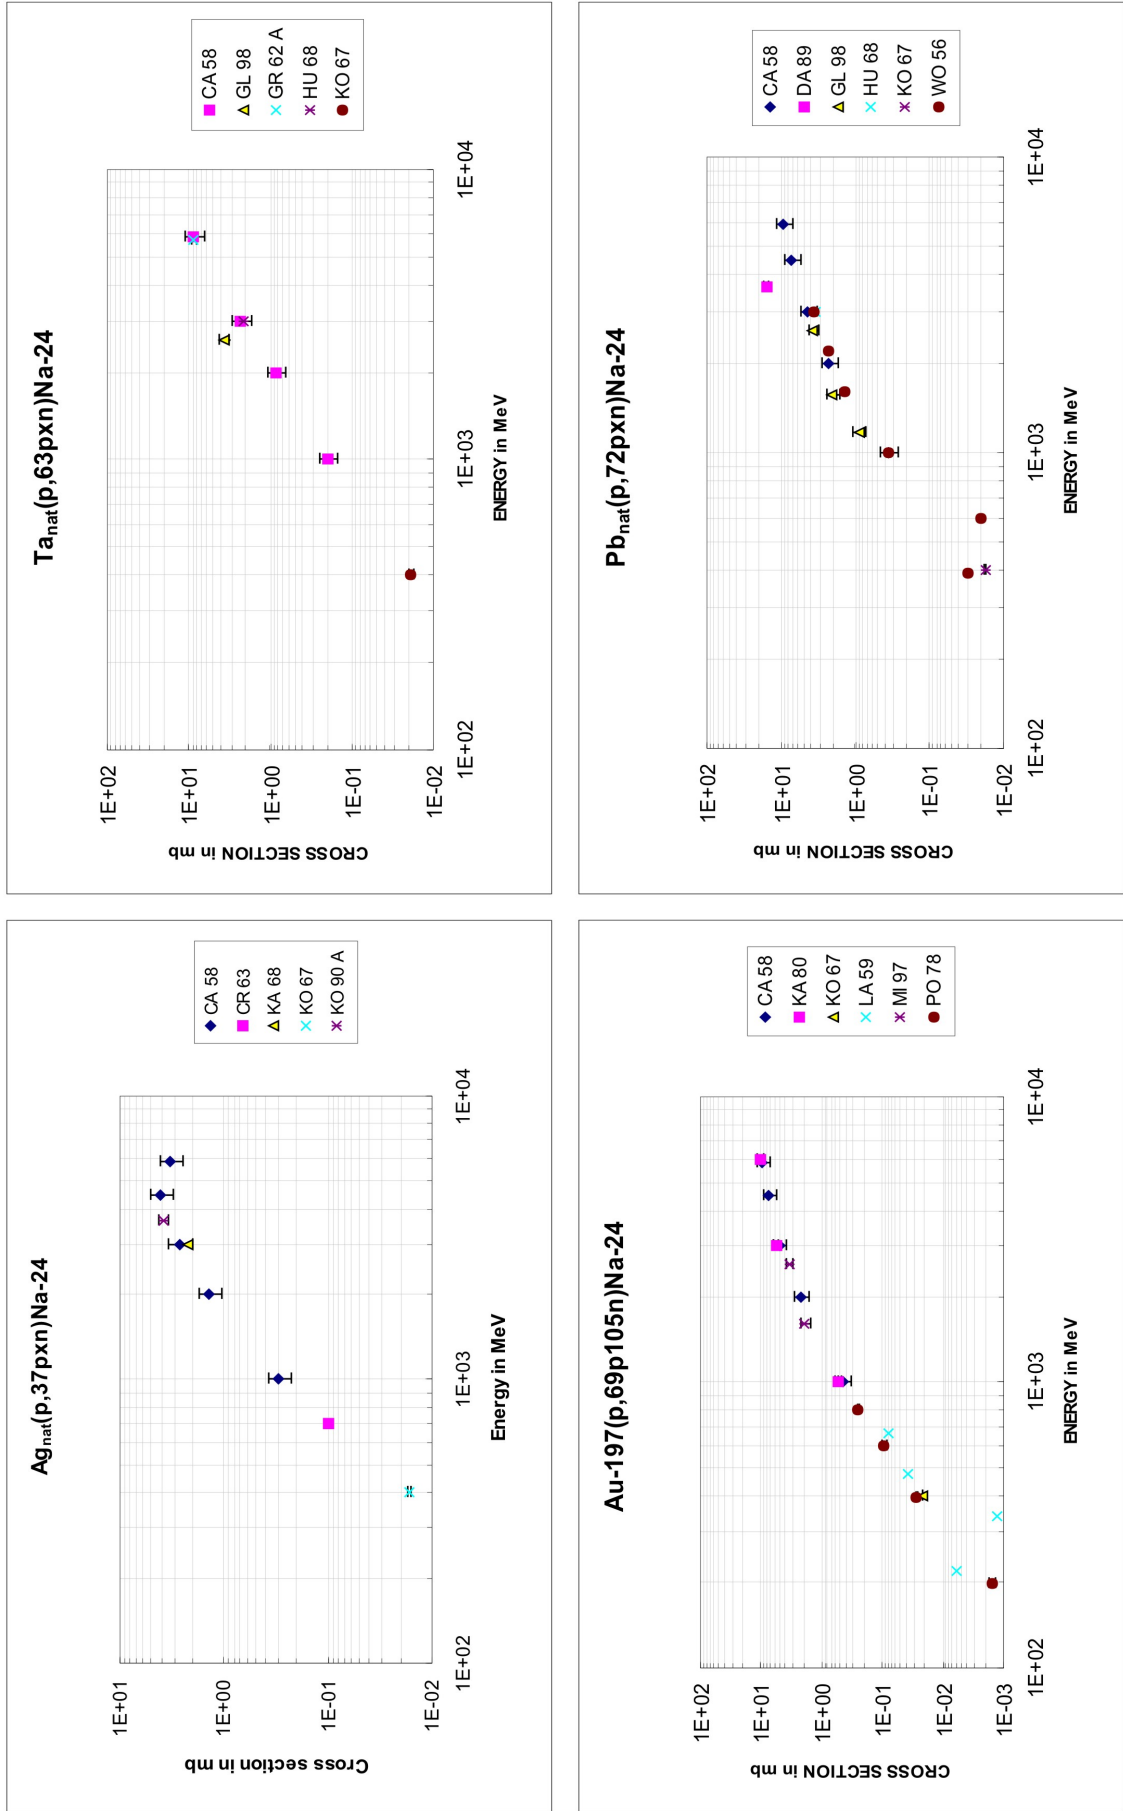 Ag nat(p,37pxn)Na-24
1E+01
1E+00
1E-01
1E-02
1E+02
1E+03
1E+04
Cross section in mb
Energy in MeV
CA 58
CR 63
KA 68
KO 67
KO 90 A
Ta nat(p,63pxn)Na-24
1E+02
1E+01
1E+00
1E-01
1E-02
1E+02
1E+03
1E+04
CROSS SECTION in mb
ENERGY in MeV
CA 58
GL 98
GR 62 A
HU 68
KO 67
Au-197(p,69p105n)Na-24
1E+02
1E+01
1E+00
1E-01
1E-02
1E-03
1E+02
1E+03
1E+04
CROSS SECTION in mb
ENERGY in MeV
CA 58
KA 80
KO 67
LA 59
MI 97
PO 78
Pb nat(p,72pxn)Na-24
1E+02
1E+01
1E+00
1E-01
1E-02
1E+02
1E+03
1E+04
CROSS SECTION in mb
ENERGY in MeV
CA 58
DA 89
GL 98
HU 68
KO 67
WO 56